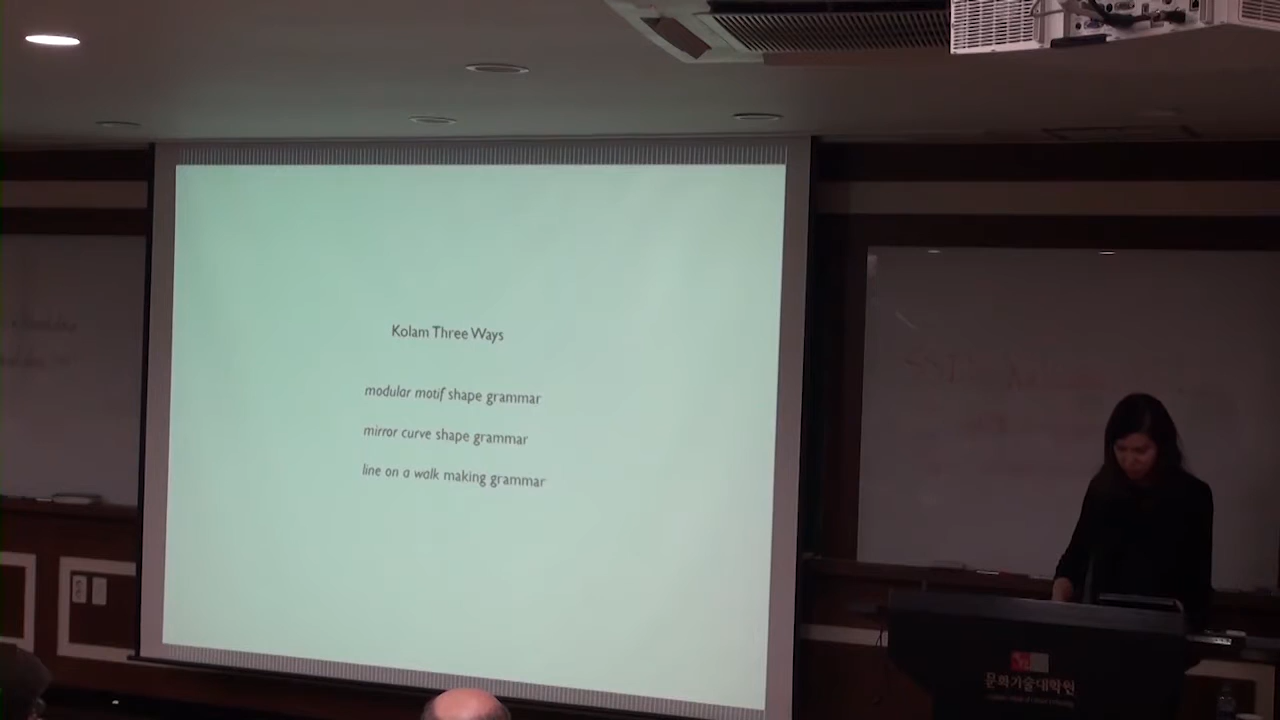 Kolam Three Ways
modular motif shape grammar
mirror curve shape grammar
line on a walk making grammar
문화기술대학원